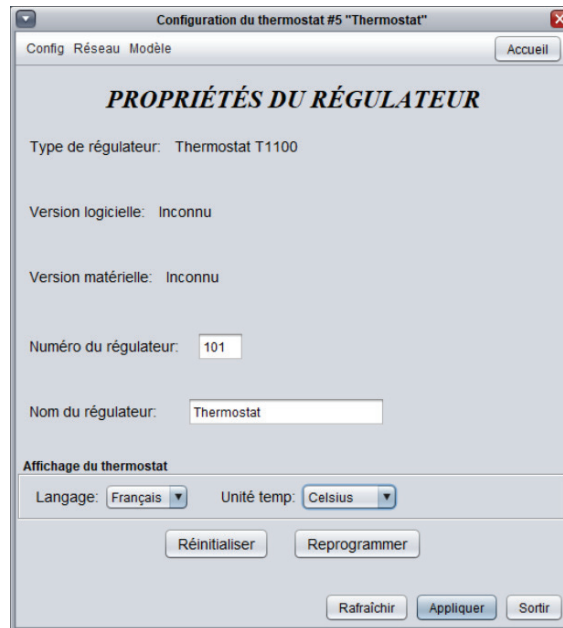 Configuration du thermostat #5 "Thermostat"
Config Réseau Modèle
Accueil
PROPRIÉTÉS DU RÉGULATEUR
Type de régulateur: Thermostat T1100
Version logicielle: Inconnu
Version matérielle: Inconnu
Numéro du régulateur: 101
Nom du régulateur: Thermostat
Affichage du thermostat
Langage: Français Unité temp: Celsius
Réinitialiser Reprogrammer
Rafraîchir Appliquer Sortir